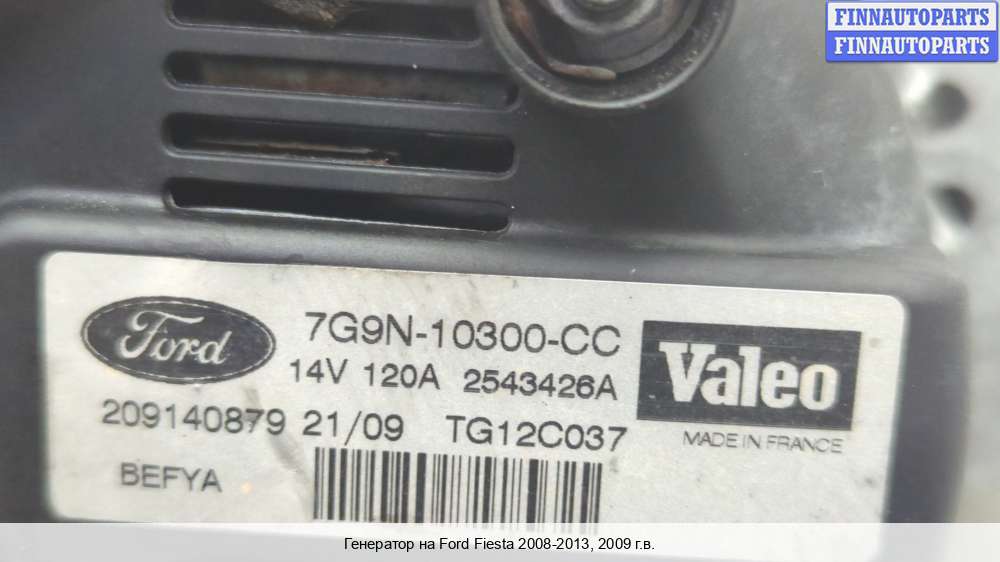 FINNAUTOPARTS
FINNAUTOPARTS
Ford
7G9N-10300-CC
14V 120A 2543426A
Valeo
209140879 21/09 TG12C037
MADE IN FRANCE
BEFYA
Генератор на Ford Fiesta 2008-2013, 2009 г.в.